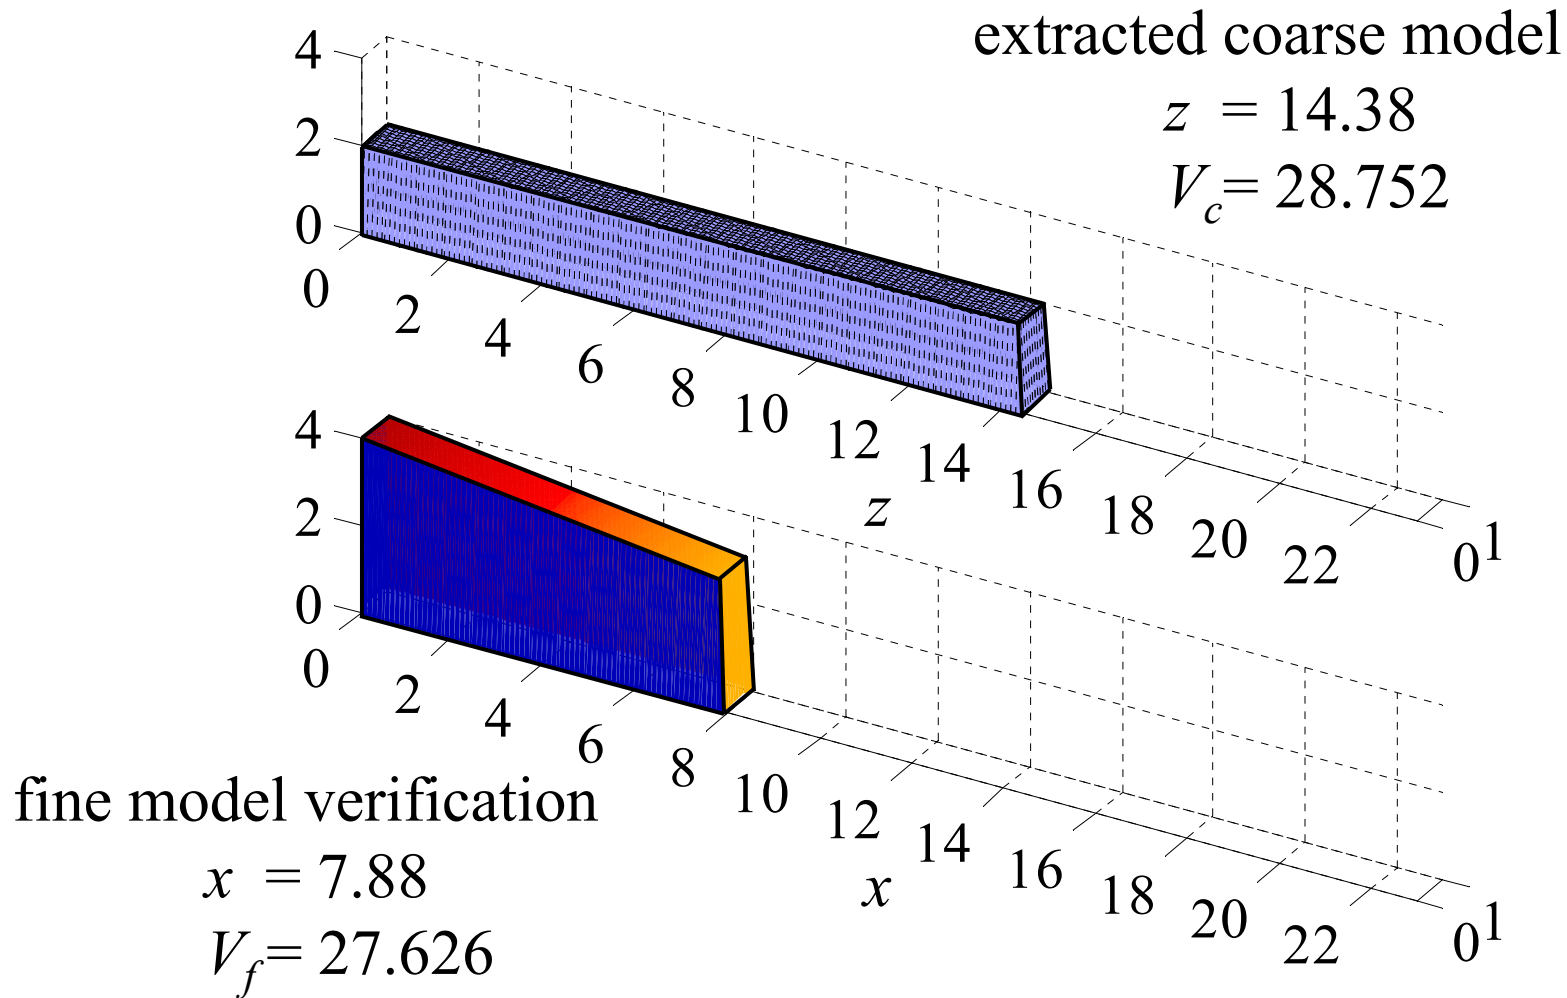 extracted coarse model
z = 14.38
Vc = 28.752
4
2
0
0 2 4 6 8 10 12 14 16 18 20 22 0 1
z
4
2
0
0 2 4 6 8 10 12 14 16 18 20 22 0 1
x
fine model verification
x = 7.88
Vf = 27.626